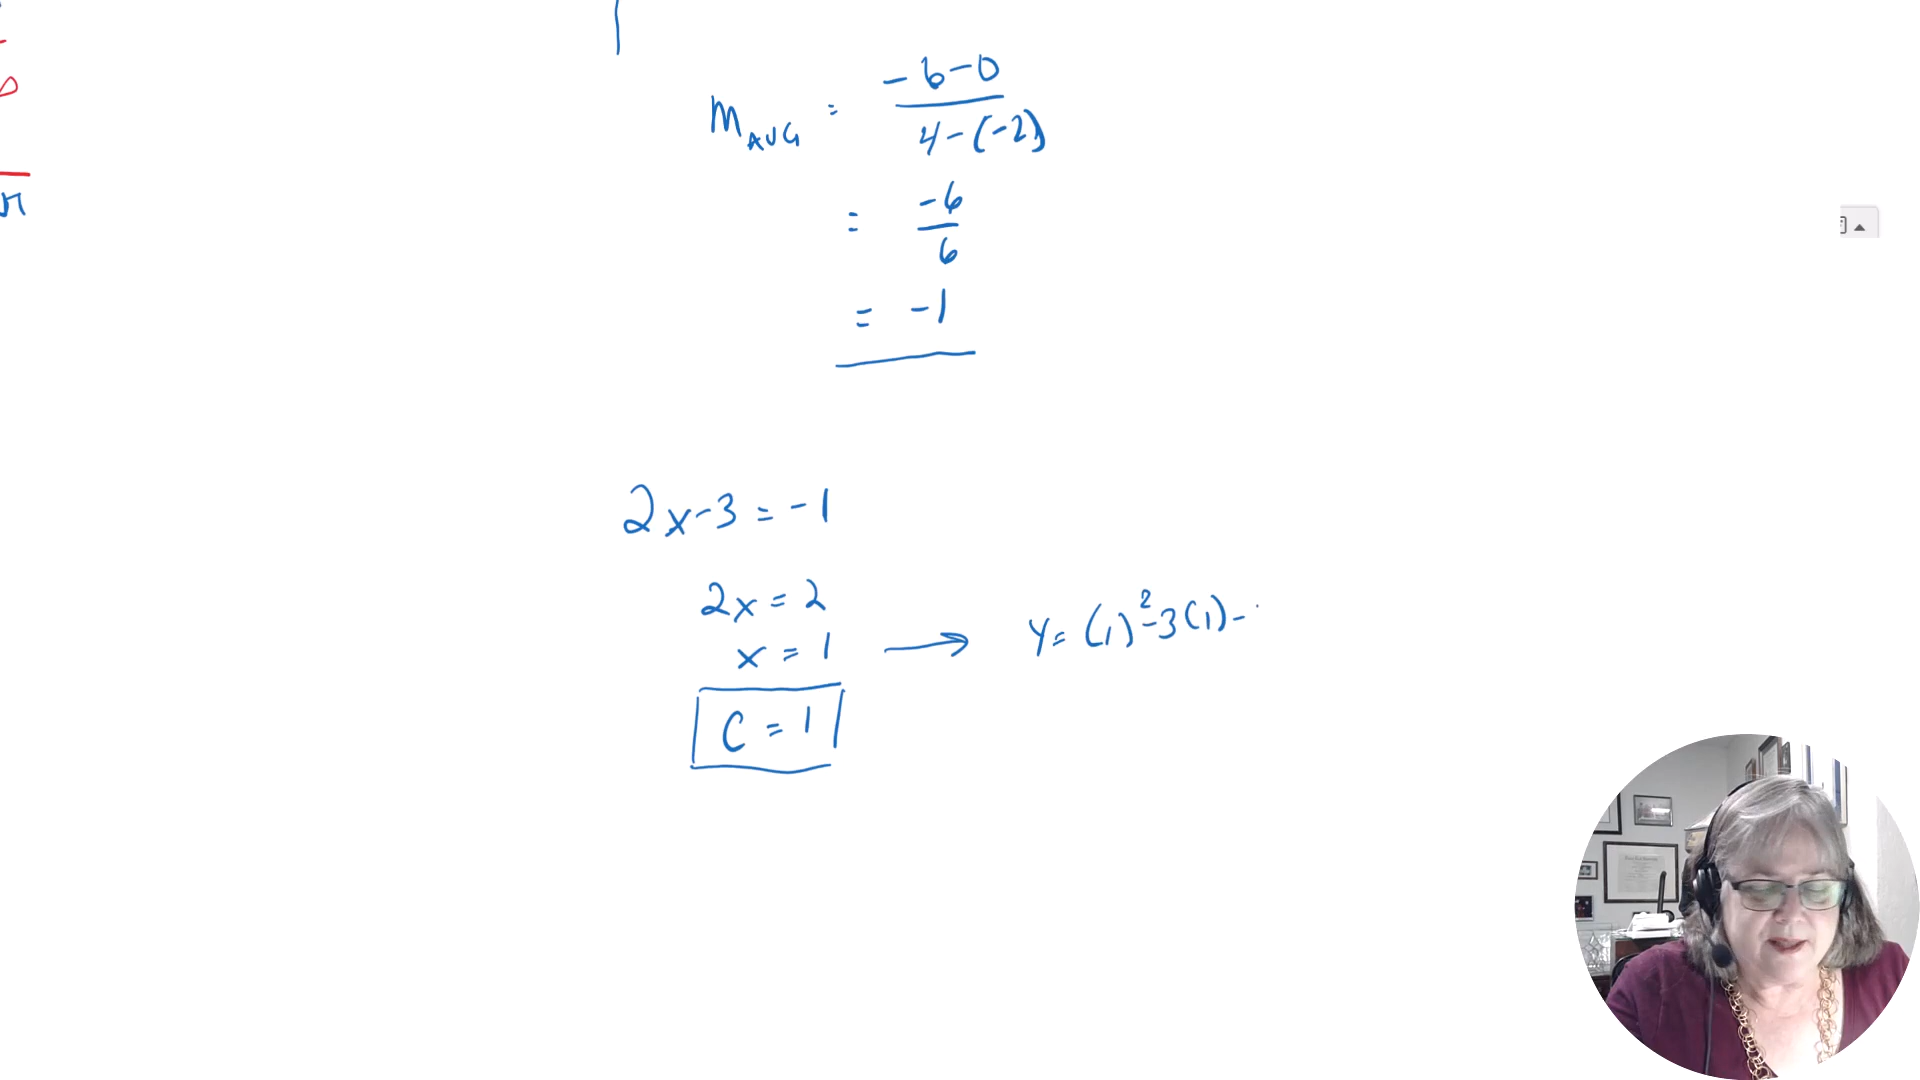 m_AVG = (-6-0)/(4-(-2))
= -6/6
= -1
2x-3 = -1
2x = 2
x = 1 → y = (1)²-3(1)-
C = 1